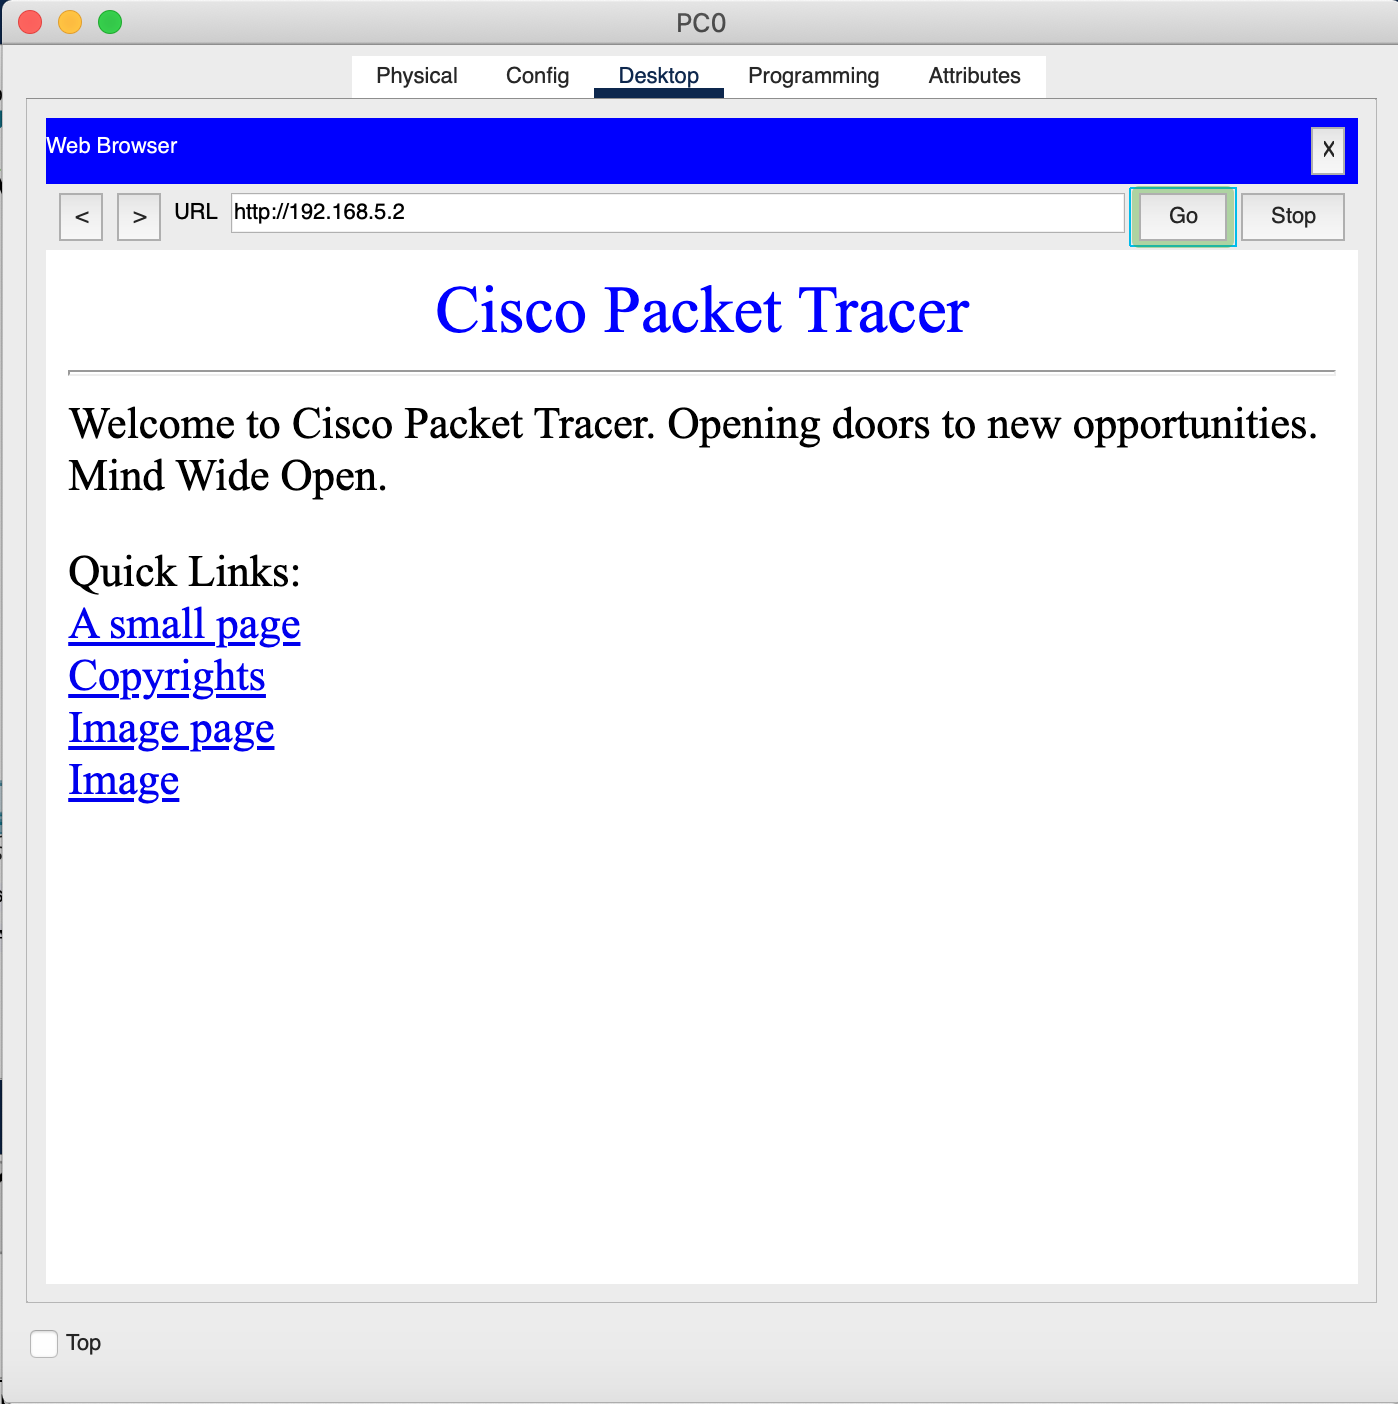 PC0
Physical Config Desktop Programming Attributes
Web Browser X
< > URL http://192.168.5.2 Go Stop
Cisco Packet Tracer
Welcome to Cisco Packet Tracer. Opening doors to new opportunities.
Mind Wide Open.
Quick Links:
A small page
Copyrights
Image page
Image
Top